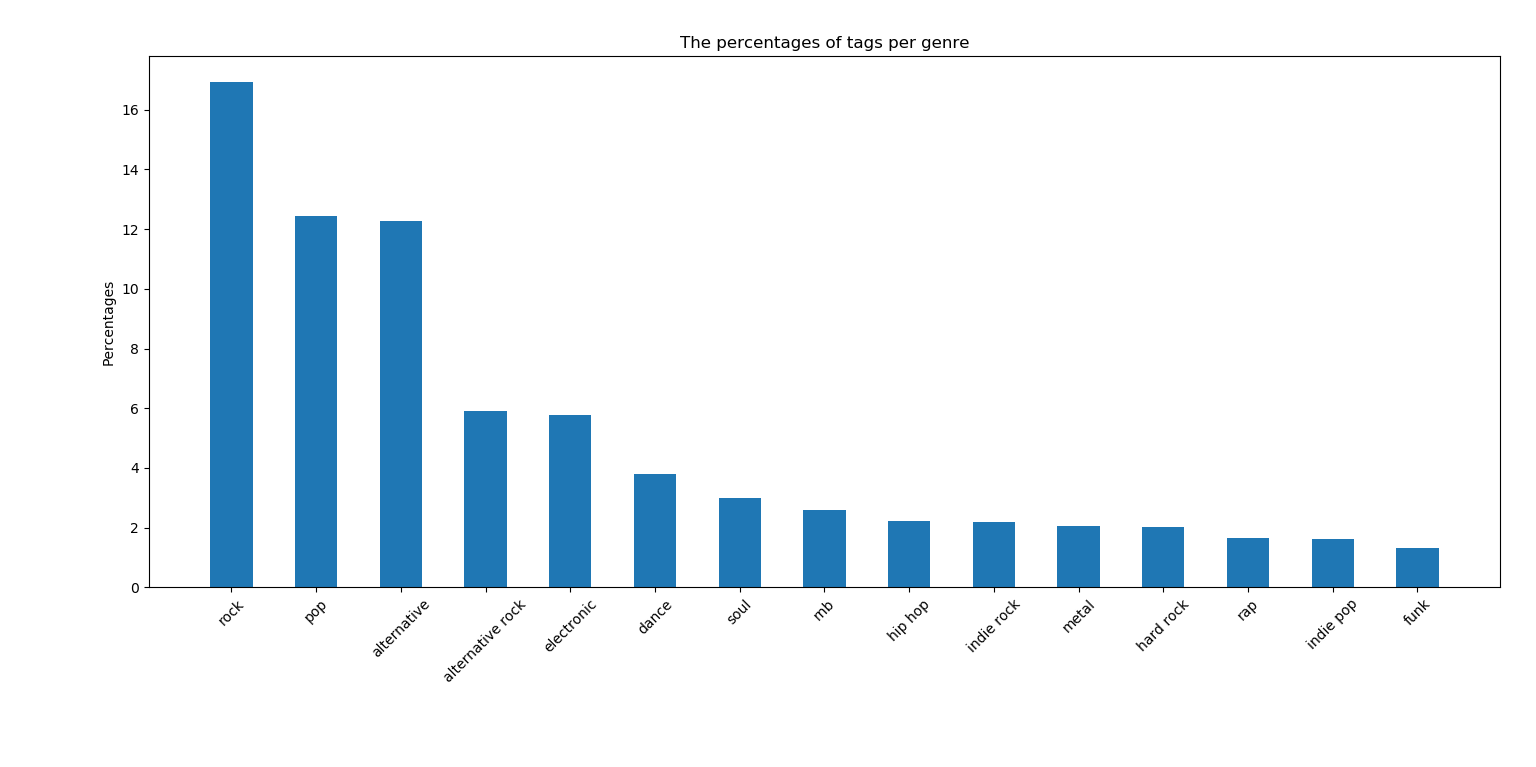 The percentages of tags per genre
16
14
12
10
8
6
4
2
0
Percentages
rock
pop
alternative
alternative rock
electronic
dance
soul
rnb
hip hop
indie rock
metal
hard rock
rap
indie pop
funk